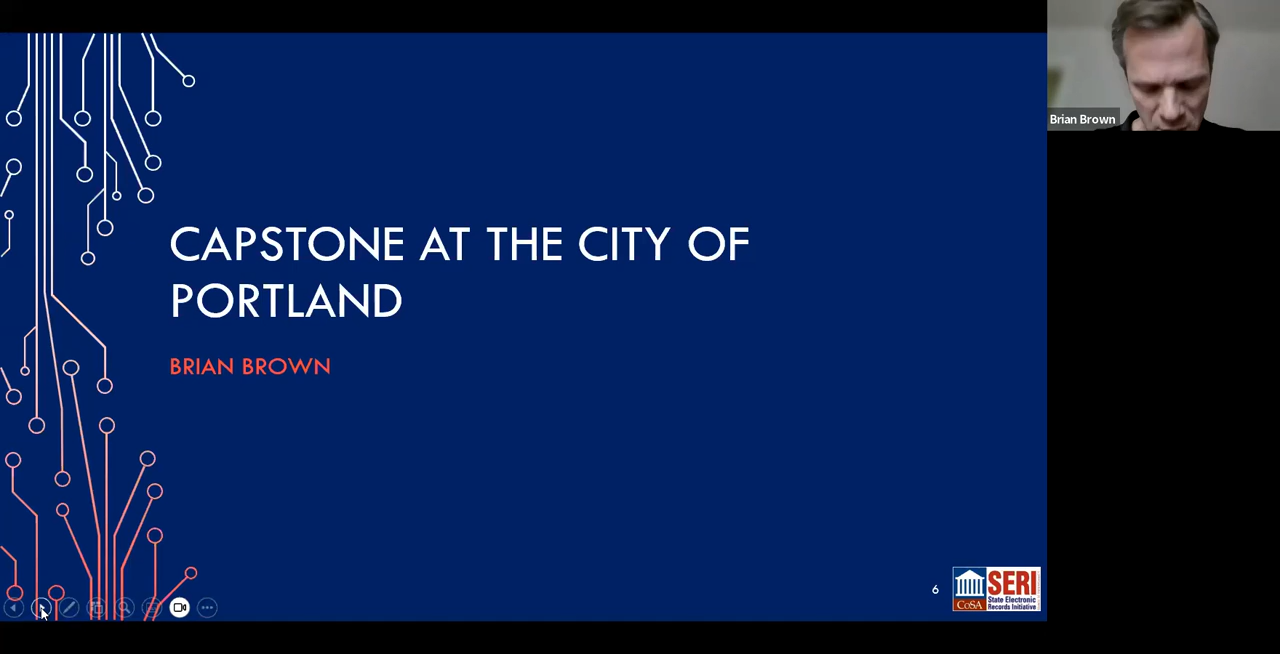 Brian Brown
CAPSTONE AT THE CITY OF
PORTLAND
BRIAN BROWN
6
SERI
State Electronic
Records Initiative
CoSA